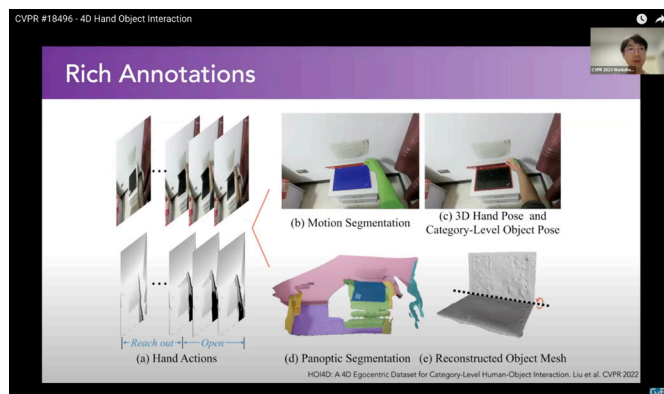 CVPR #18496 - 4D Hand Object Interaction
Rich Annotations
(b) Motion Segmentation
(c) 3D Hand Pose and
Category-Level Object Pose
Reach out
Open
(a) Hand Actions
(d) Panoptic Segmentation
(e) Reconstructed Object Mesh
HOI4D: A 4D Egocentric Dataset for Category-Level Human-Object Interaction. Liu et al. CVPR 2022